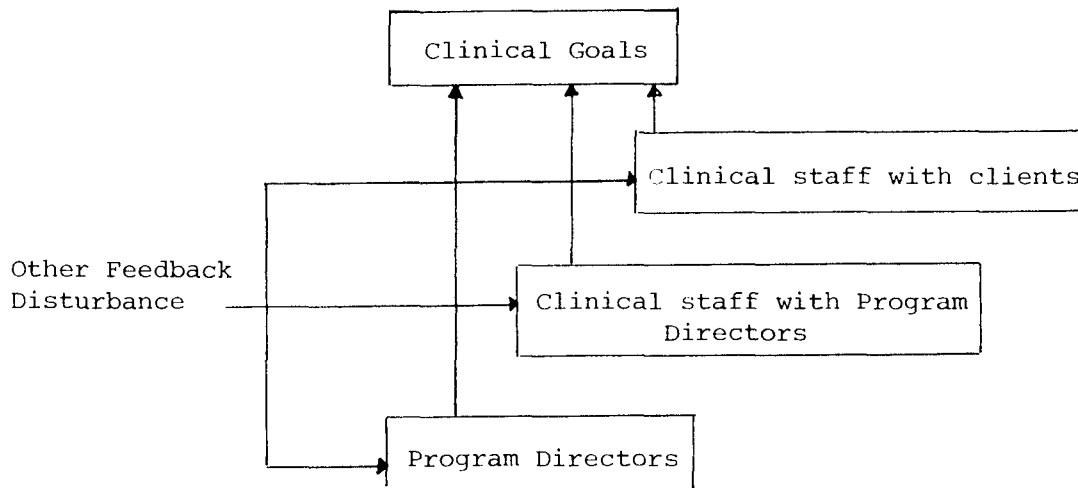 Clinical Goals
Clinical staff with clients
Other Feedback
Disturbance
Clinical staff with Program
Directors
Program Directors